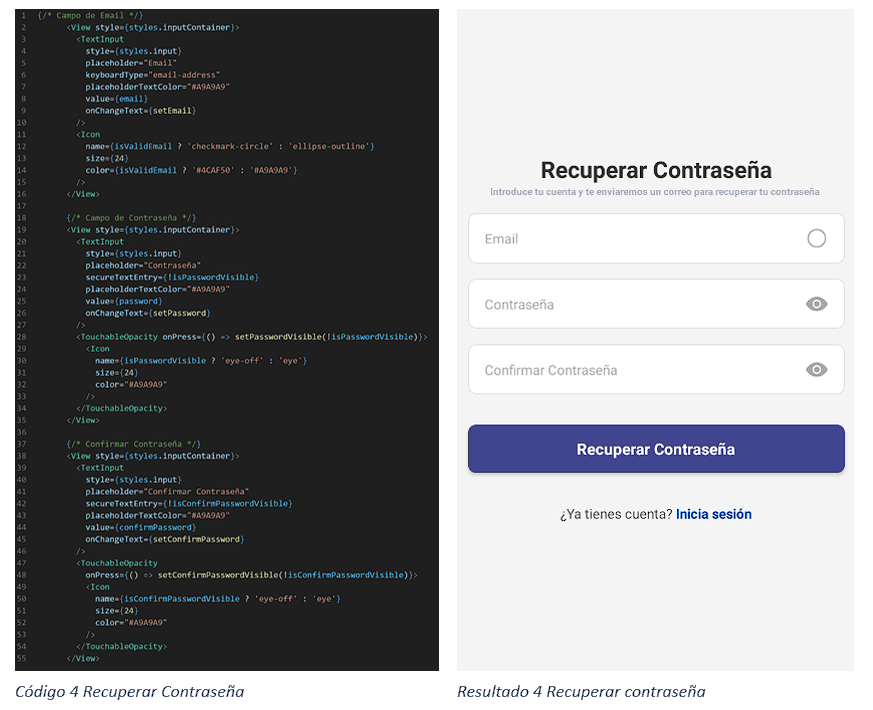 1 {/* Campo de Email */}
2 <View style={styles.inputContainer}>
3 <TextInput
4 style={styles.input}
5 placeholder="Email"
6 keyboardType="email-address"
7 placeholderTextColor="#A9A9A9"
8 value={email}
9 onChangeText={setEmail}
10 />
11 <Icon
12 name={isValidEmail ? 'checkmark-circle' : 'ellipse-outline'}
13 size={24}
14 color={isValidEmail ? '#4CAF50' : '#A9A9A9'}
15 />
16 </View>
17
18 {/* Campo de Contraseña */}
19 <View style={styles.inputContainer}>
20 <TextInput
21 style={styles.input}
22 placeholder="Contraseña"
23 secureTextEntry={!isPasswordVisible}
24 placeholderTextColor="#A9A9A9"
25 value={password}
26 onChangeText={setPassword}
27 />
28 <TouchableOpacity onPress={() => setPasswordVisible(!isPasswordVisible)}>
29 <Icon
30 name={isPasswordVisible ? 'eye-off' : 'eye'}
31 size={24}
32 color="#A9A9A9"
33 />
34 </TouchableOpacity>
35 </View>
36
37 {/* Confirmar Contraseña */}
38 <View style={styles.inputContainer}>
39 <TextInput
40 style={styles.input}
41 placeholder="Confirmar Contraseña"
42 secureTextEntry={!isConfirmPasswordVisible}
43 placeholderTextColor="#A9A9A9"
44 value={confirmPassword}
45 onChangeText={setConfirmPassword}
46 />
47 <TouchableOpacity
48 onPress={() => setConfirmPasswordVisible(!isConfirmPasswordVisible)}>
49 <Icon
50 name={isConfirmPasswordVisible ? 'eye-off' : 'eye'}
51 size={24}
52 color="#A9A9A9"
53 />
54 </TouchableOpacity>
55 </View>
Código 4 Recuperar Contraseña
Recuperar Contraseña
Introduce tu cuenta y te enviaremos un correo para recuperar tu contraseña
Email
Contraseña
Confirmar Contraseña
Recuperar Contraseña
¿Ya tienes cuenta? Inicia sesión
Resultado 4 Recuperar contraseña